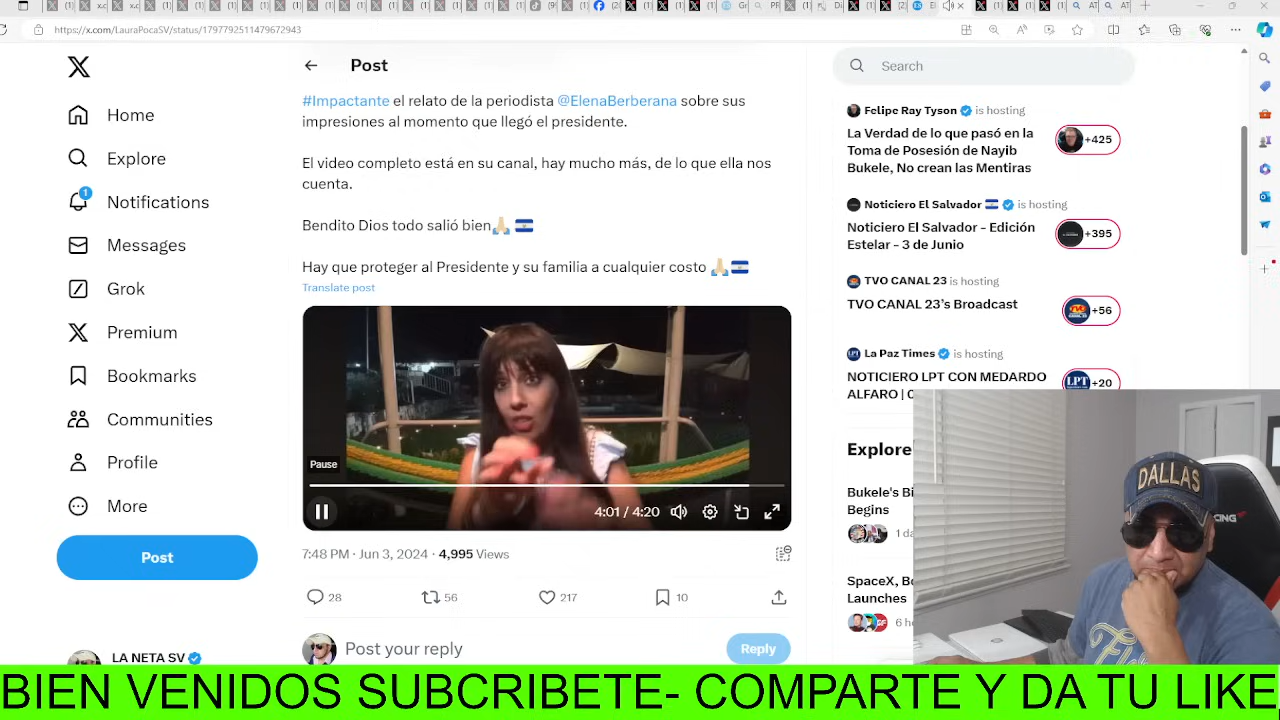 https://x.com/LauraPocaSV/status/1797792511479672943
Home
Explore
Notifications
1
Messages
Grok
Premium
Bookmarks
Communities
Profile
More
Post
LA NETA SV
Post
#Impactante el relato de la periodista @ElenaBerberana sobre sus
impresiones al momento que llegó el presidente.
El video completo está en su canal, hay mucho más, de lo que ella nos
cuenta.
Bendito Dios todo salió bien
Hay que proteger al Presidente y su familia a cualquier costo
Translate post
Pause
4:01 / 4:20
7:48 PM · Jun 3, 2024 · 4,995 Views
28
56
217
10
Post your reply
Reply
Search
Felipe Ray Tyson is hosting
La Verdad de lo que pasó en la
Toma de Posesión de Nayib
Bukele, No crean las Mentiras
+425
Noticiero El Salvador is hosting
Noticiero El Salvador - Edición
Estelar - 3 de Junio
+395
TVO CANAL 23 is hosting
TVO CANAL 23's Broadcast
+56
La Paz Times is hosting
NOTICIERO LPT CON MEDARDO
ALFARO |
LPT
+20
Explore
Bukele's Bi
Begins
1 d
SpaceX, Bo
Launches
6 h
DALLAS
BIEN VENIDOS SUBCRIBETE- COMPARTE Y DA TU LIKE